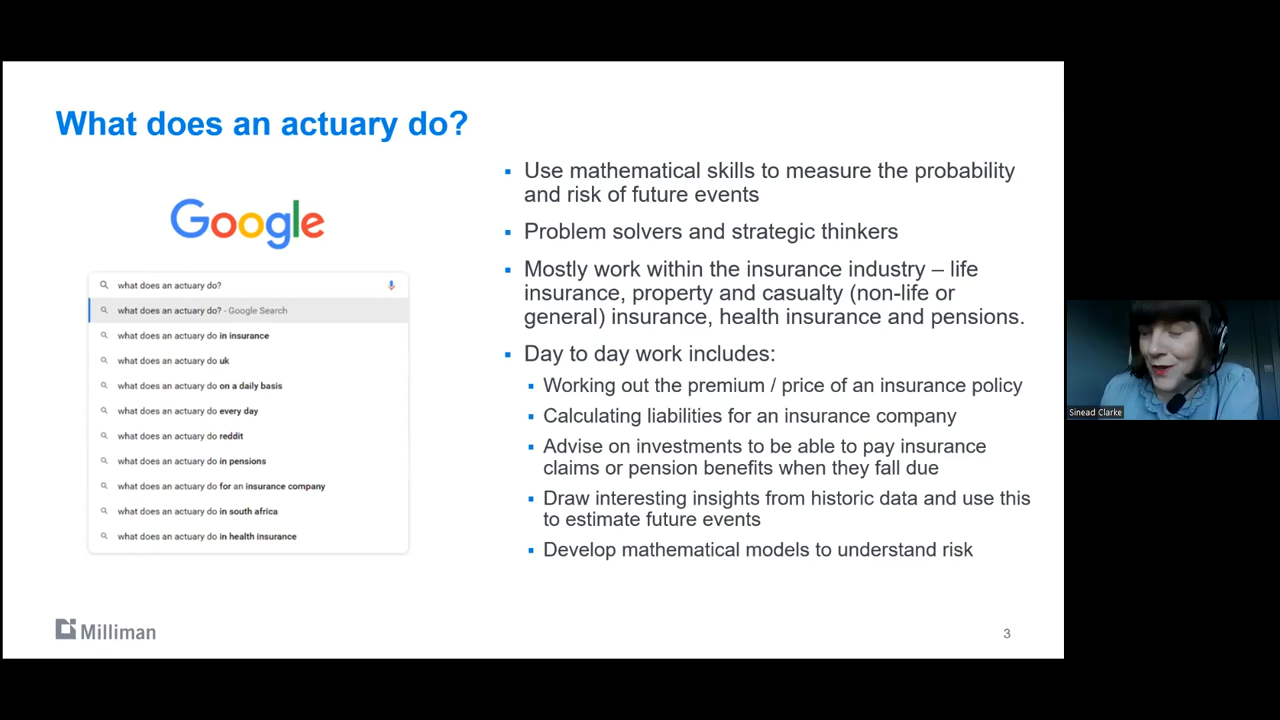 What does an actuary do?
Google
what does an actuary do?
what does an actuary do? - Google Search
what does an actuary do in insurance
what does an actuary do uk
what does an actuary do on a daily basis
what does an actuary do every day
what does an actuary do reddit
what does an actuary do in pensions
what does an actuary do for an insurance company
what does an actuary do in south africa
what does an actuary do in health insurance
Use mathematical skills to measure the probability
and risk of future events
Problem solvers and strategic thinkers
Mostly work within the insurance industry – life
insurance, property and casualty (non-life or
general) insurance, health insurance and pensions.
Day to day work includes:
Working out the premium / price of an insurance policy
Calculating liabilities for an insurance company
Advise on investments to be able to pay insurance
claims or pension benefits when they fall due
Draw interesting insights from historic data and use this
to estimate future events
Develop mathematical models to understand risk
Milliman
3
Sinead Clarke